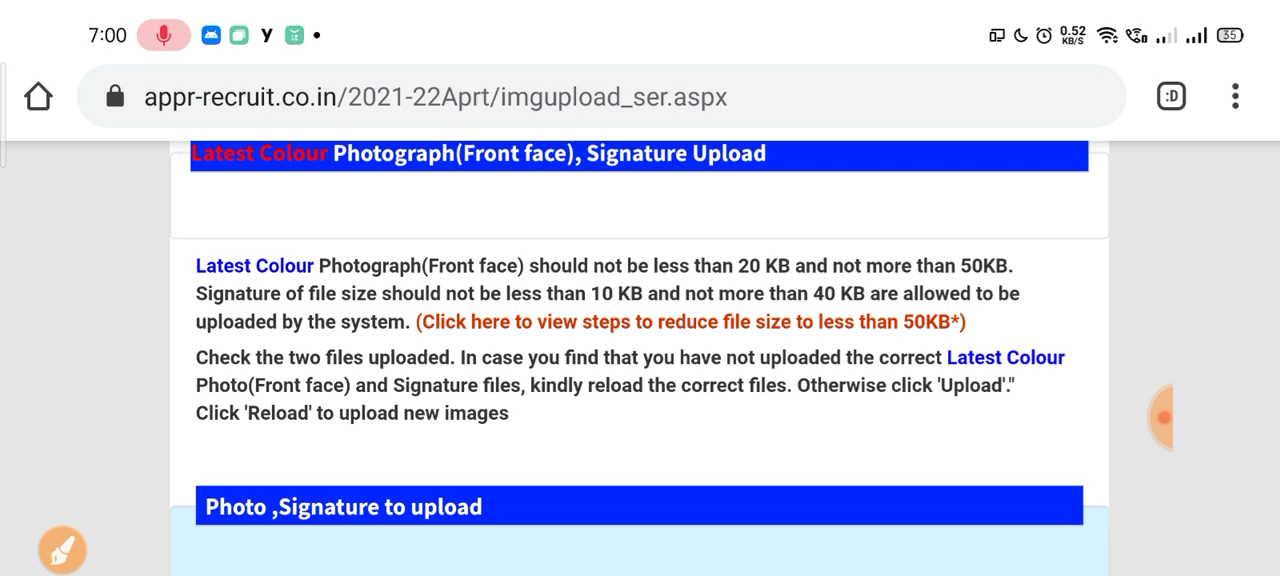 7:00 y 0.52 KB/S 35
appr-recruit.co.in/2021-22Aprt/imgupload_ser.aspx :D
Latest Colour Photograph(Front face), Signature Upload
Latest Colour Photograph(Front face) should not be less than 20 KB and not more than 50KB.
Signature of file size should not be less than 10 KB and not more than 40 KB are allowed to be
uploaded by the system. (Click here to view steps to reduce file size to less than 50KB*)
Check the two files uploaded. In case you find that you have not uploaded the correct Latest Colour
Photo(Front face) and Signature files, kindly reload the correct files. Otherwise click 'Upload'."
Click 'Reload' to upload new images
Photo ,Signature to upload